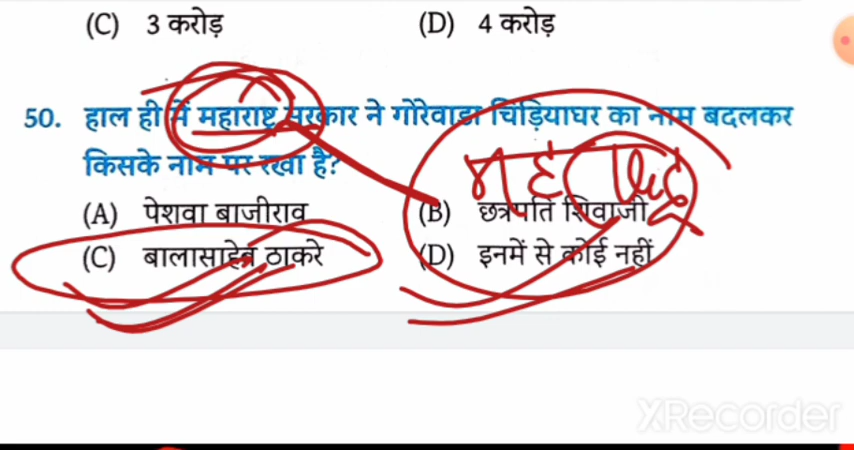 (C) 3 करोड़ (D) 4 करोड़
50. हाल ही में महाराष्ट्र सरकार ने गोरेवाडा चिड़ियाघर का नाम बदलकर
किसके नाम पर रखा है?
(A) पेशवा बाजीराव (B) छत्रपति शिवाजी
(C) बालासाहेब ठाकरे (D) इनमें से कोई नहीं
XRecorder